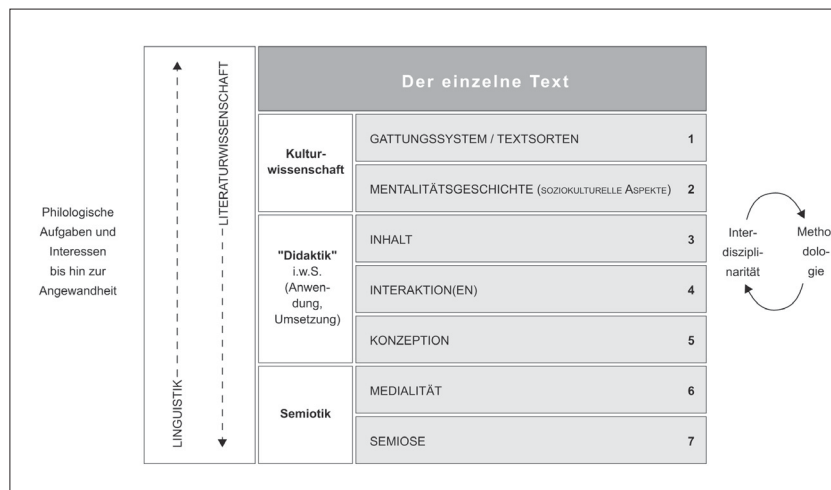 Philologische
Aufgaben und
Interessen
bis hin zur
Angewandheit
LINGUISTIK
LITERATURWISSENSCHAFT
Der einzelne Text
Kultur-
wissenschaft
GATTUNGSSYSTEM / TEXTSORTEN 1
MENTALITÄTSGESCHICHTE (SOZIOKULTURELLE ASPEKTE) 2
"Didaktik"
i.w.S.
(Anwen-
dung,
Umsetzung)
INHALT 3
INTERAKTION(EN) 4
KONZEPTION 5
Semiotik
MEDIALITÄT 6
SEMIOSE 7
Inter-
diszipli-
narität
Metho
dolo-
gie